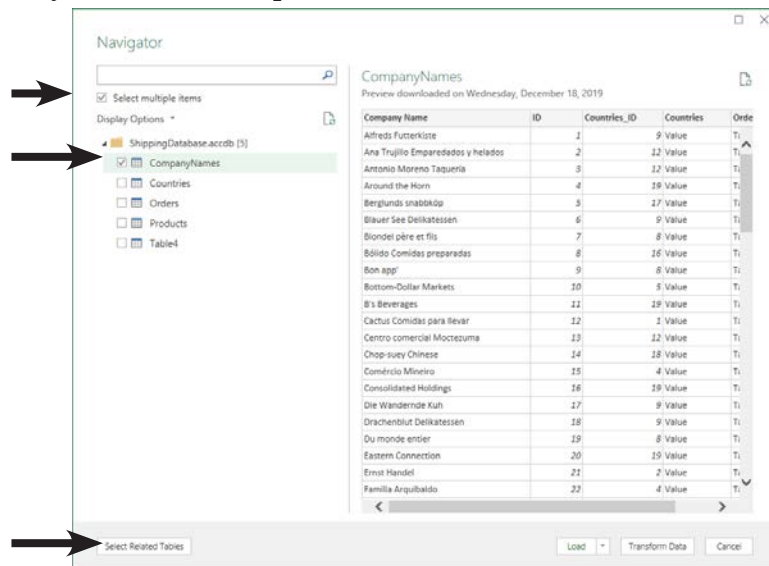 Navigator
Select multiple items
Display Options
ShippingDatabase.accdb [5]
CompanyNames
Countries
Orders
Products
Table4
CompanyNames
Preview downloaded on Wednesday, December 18, 2019
Company Name ID Countries_ID Countries Orde
Alfreds Futterkiste 1 9 Value
Ana Trujillo Emparedados y helados 2 12 Value
Antonio Moreno Taquería 3 12 Value
Around the Horn 4 19 Value
Berglunds snabbköp 5 17 Value
Blauer See Delikatessen 6 9 Value
Blondel père et fils 7 8 Value
Bólido Comidas preparadas 8 16 Value
Bon app' 9 8 Value
Bottom-Dollar Markets 10 5 Value
B's Beverages 11 19 Value
Cactus Comidas para llevar 12 1 Value
Centro comercial Moctezuma 13 12 Value
Chop-suey Chinese 14 18 Value
Comércio Mineiro 15 4 Value
Consolidated Holdings 16 19 Value
Die Wandernde Kuh 17 9 Value
Drachenblut Delikatessen 18 9 Value
Du monde entier 19 8 Value
Eastern Connection 20 19 Value
Ernst Handel 21 2 Value
Familia Arquibaldo 22 4 Value
Select Related Tables
Load Transform Data Cancel